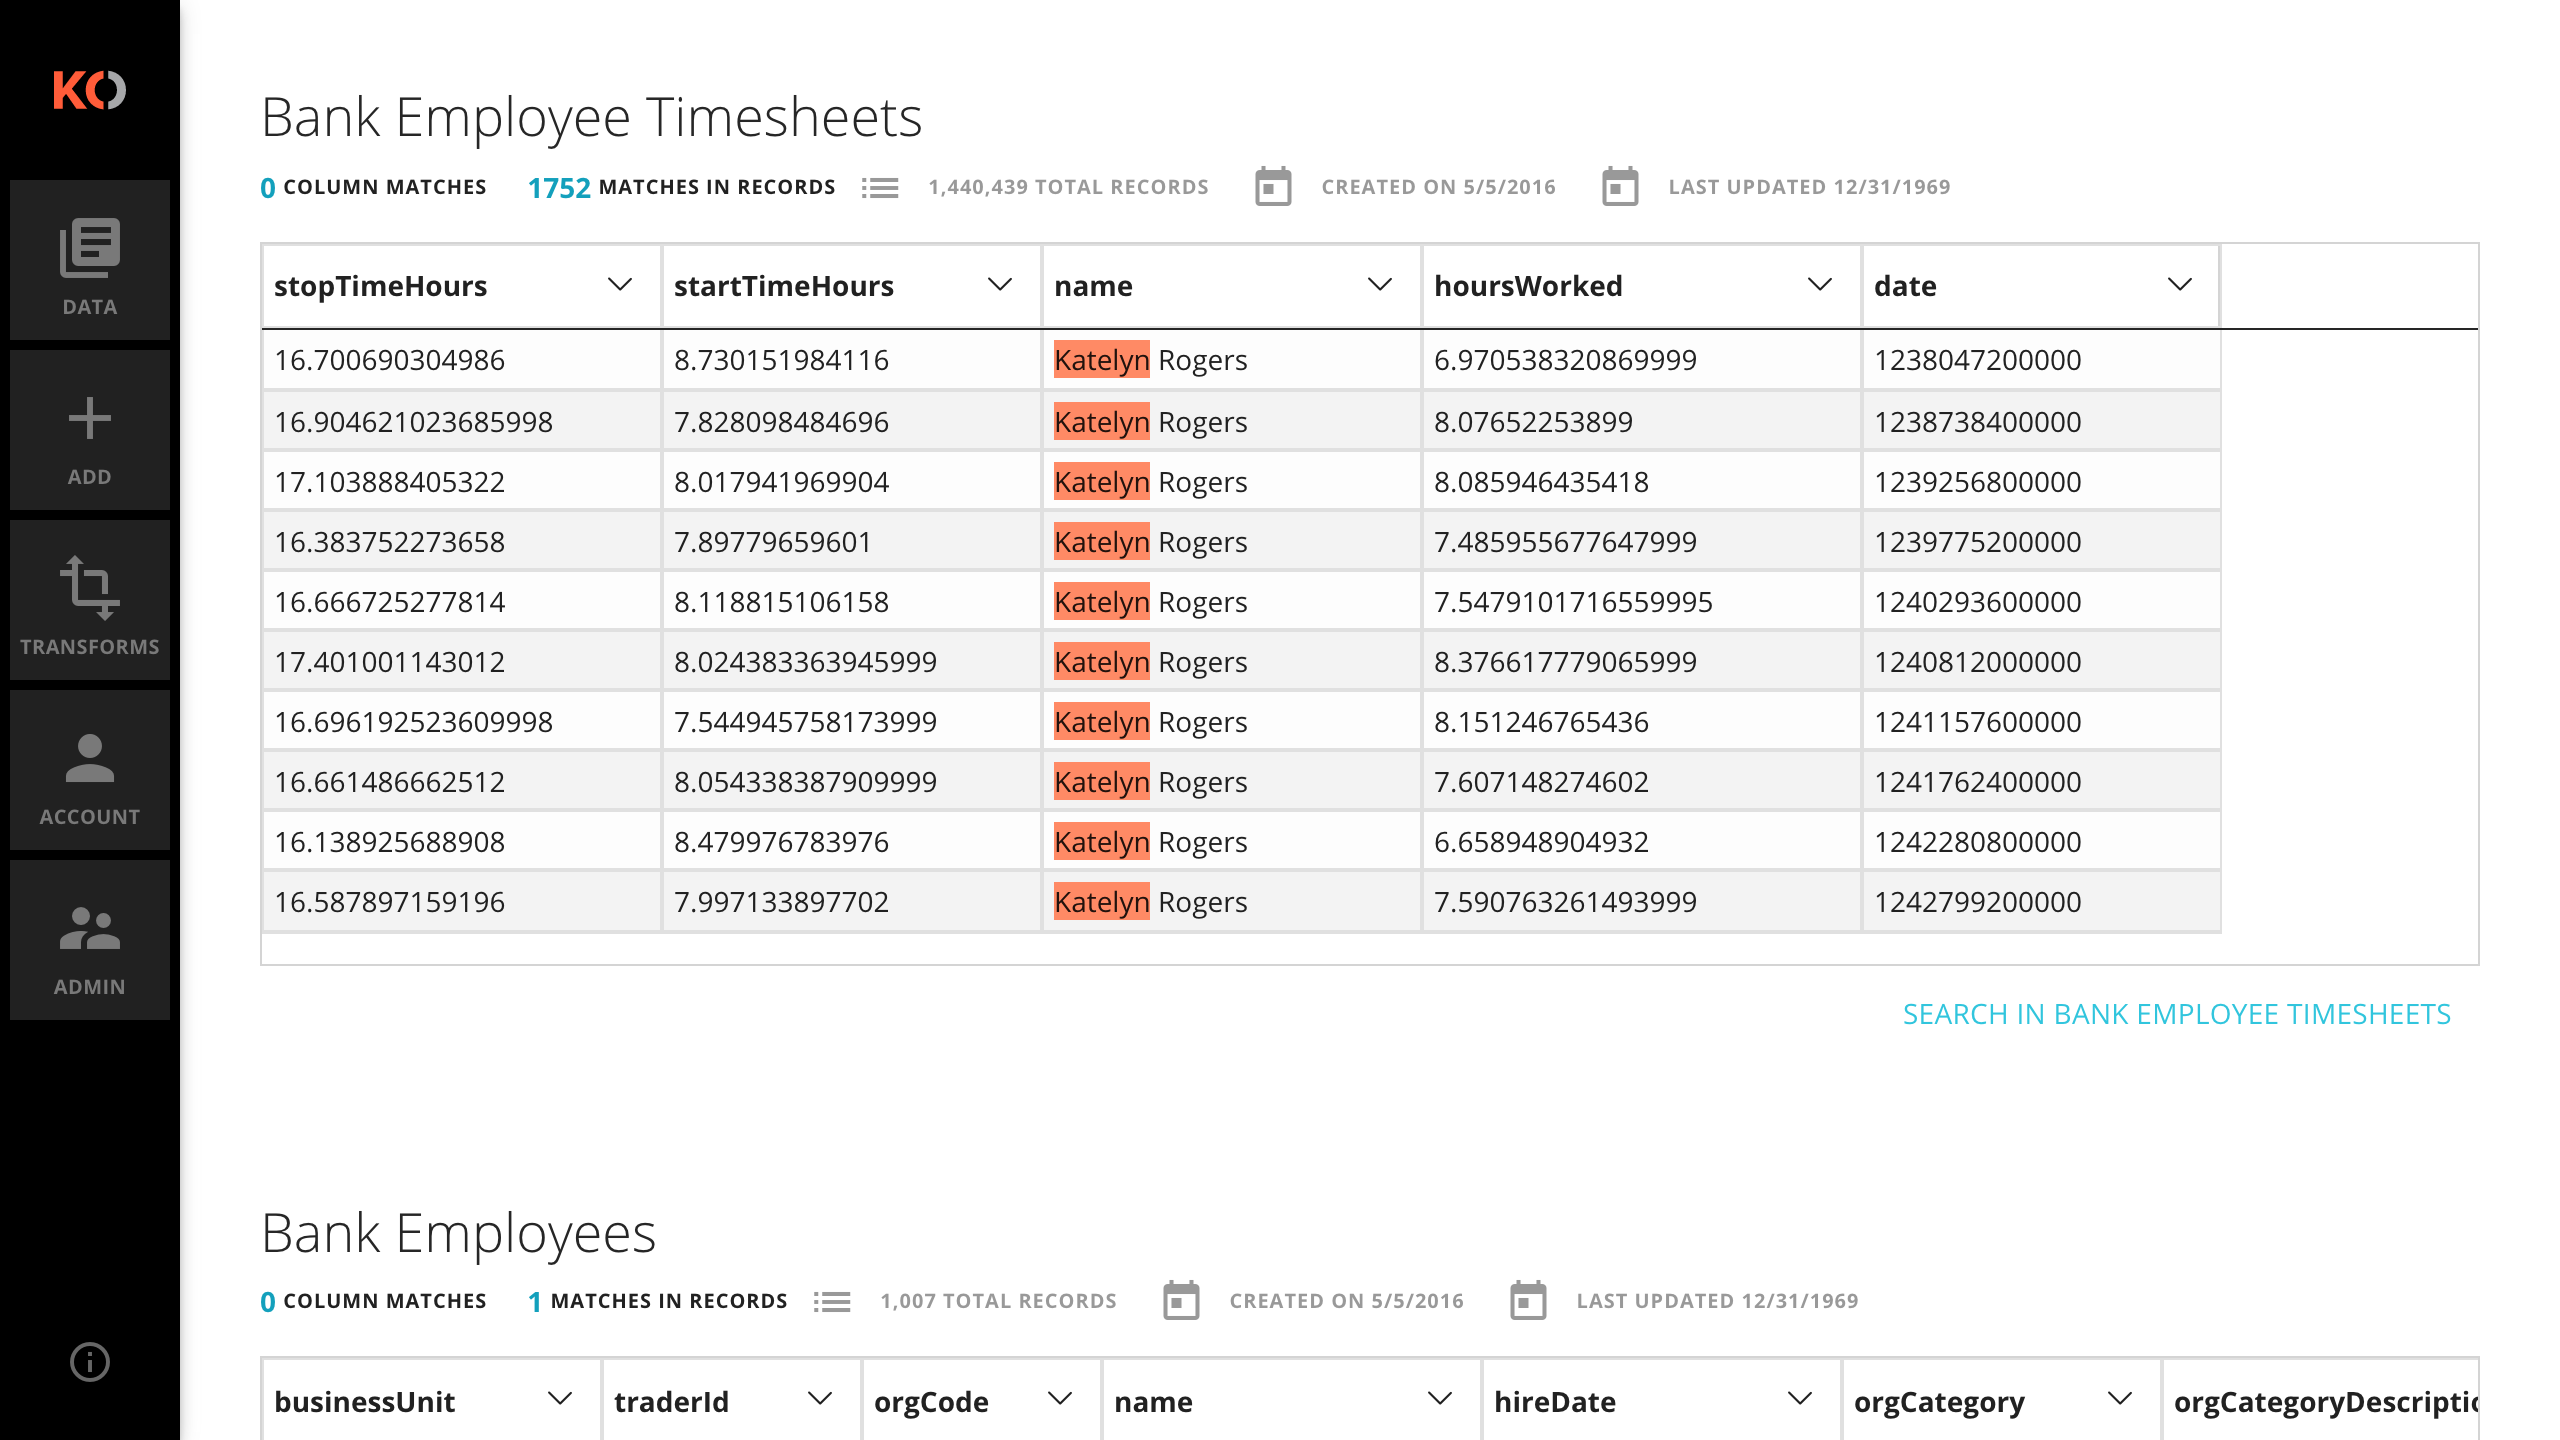 KO
DATA
ADD
TRANSFORMS
ACCOUNT
ADMIN
Bank Employee Timesheets
0 COLUMN MATCHES 1752 MATCHES IN RECORDS 1,440,439 TOTAL RECORDS CREATED ON 5/5/2016 LAST UPDATED 12/31/1969
stopTimeHours startTimeHours name hoursWorked date
16.700690304986 8.730151984116 Katelyn Rogers 6.970538320869999 1238047200000
16.904621023685998 7.828098484696 Katelyn Rogers 8.07652253899 1238738400000
17.103888405322 8.017941969904 Katelyn Rogers 8.085946435418 1239256800000
16.383752273658 7.89779659601 Katelyn Rogers 7.485955677647999 1239775200000
16.666725277814 8.118815106158 Katelyn Rogers 7.5479101716559995 1240293600000
17.401001143012 8.024383363945999 Katelyn Rogers 8.376617779065999 1240812000000
16.696192523609998 7.544945758173999 Katelyn Rogers 8.151246765436 1241157600000
16.661486662512 8.054338387909999 Katelyn Rogers 7.607148274602 1241762400000
16.138925688908 8.479976783976 Katelyn Rogers 6.658948904932 1242280800000
16.587897159196 7.997133897702 Katelyn Rogers 7.590763261493999 1242799200000
SEARCH IN BANK EMPLOYEE TIMESHEETS
Bank Employees
0 COLUMN MATCHES 1 MATCHES IN RECORDS 1,007 TOTAL RECORDS CREATED ON 5/5/2016 LAST UPDATED 12/31/1969
businessUnit traderId orgCode name hireDate orgCategory orgCategoryDescriptio